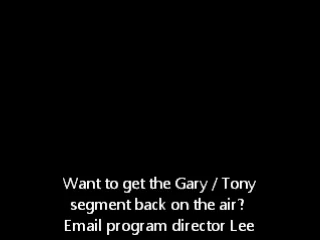 Want to get the Gary / Tony
segment back on the air?
Email program director Lee